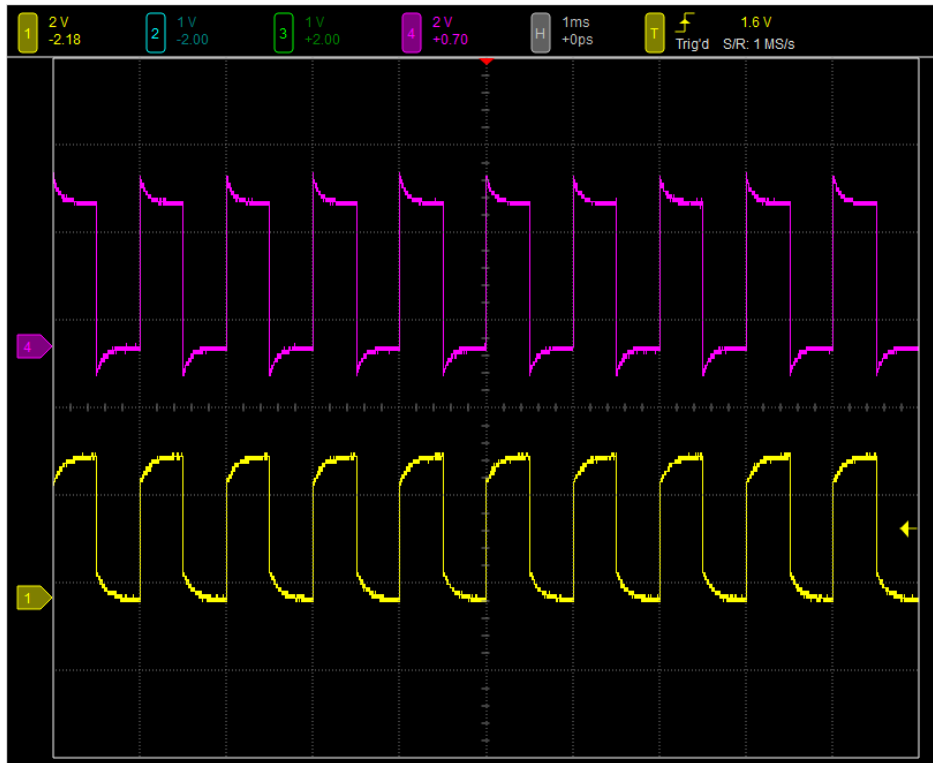 1 2 V -2.18
2 1 V -2.00
3 1 V +2.00
4 2 V +0.70
H 1ms +0ps
T 1.6 V Trig'd S/R: 1 MS/s
4
1